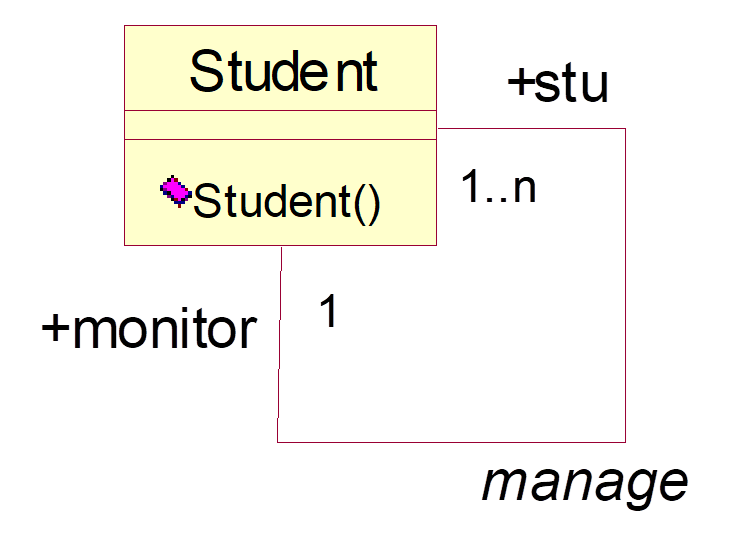 Student
+stu
Student()
1..n
+monitor
1
manage